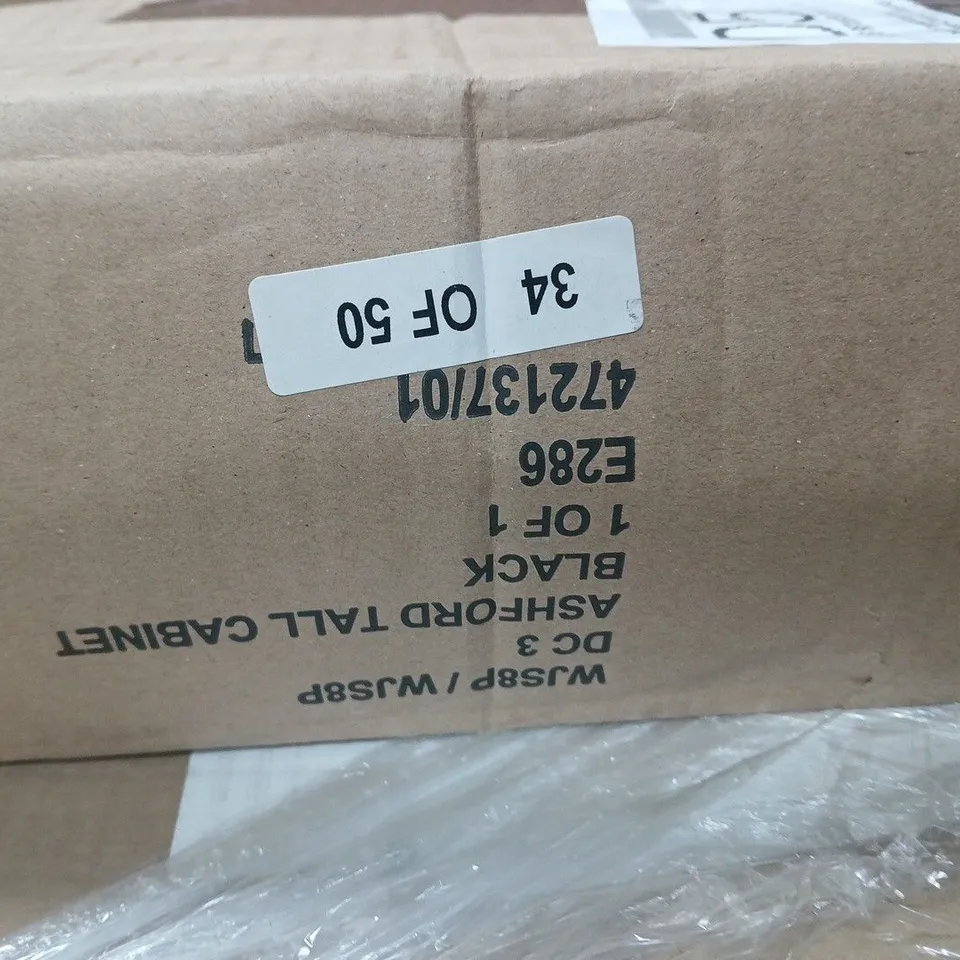 WJS8P / WJS8P
DC 3
ASHFORD TALL CABINET
BLACK
1 OF 1
E286
472137/01
34 OF 50